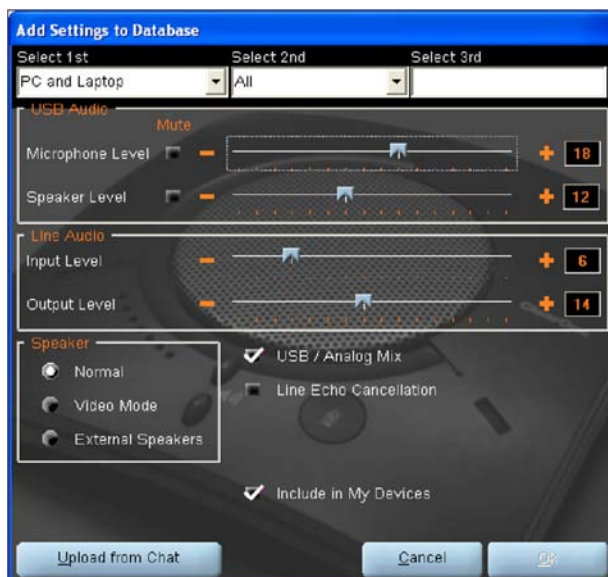 Add Settings to Database
Select 1st Select 2nd Select 3rd
PC and Laptop All
USB Audio
Mute
Microphone Level 18
Speaker Level 12
Line Audio
Input Level 6
Output Level 14
Speaker
Normal
Video Mode
External Speakers
USB / Analog Mix
Line Echo Cancellation
Include in My Devices
Upload from Chat Cancel Ok